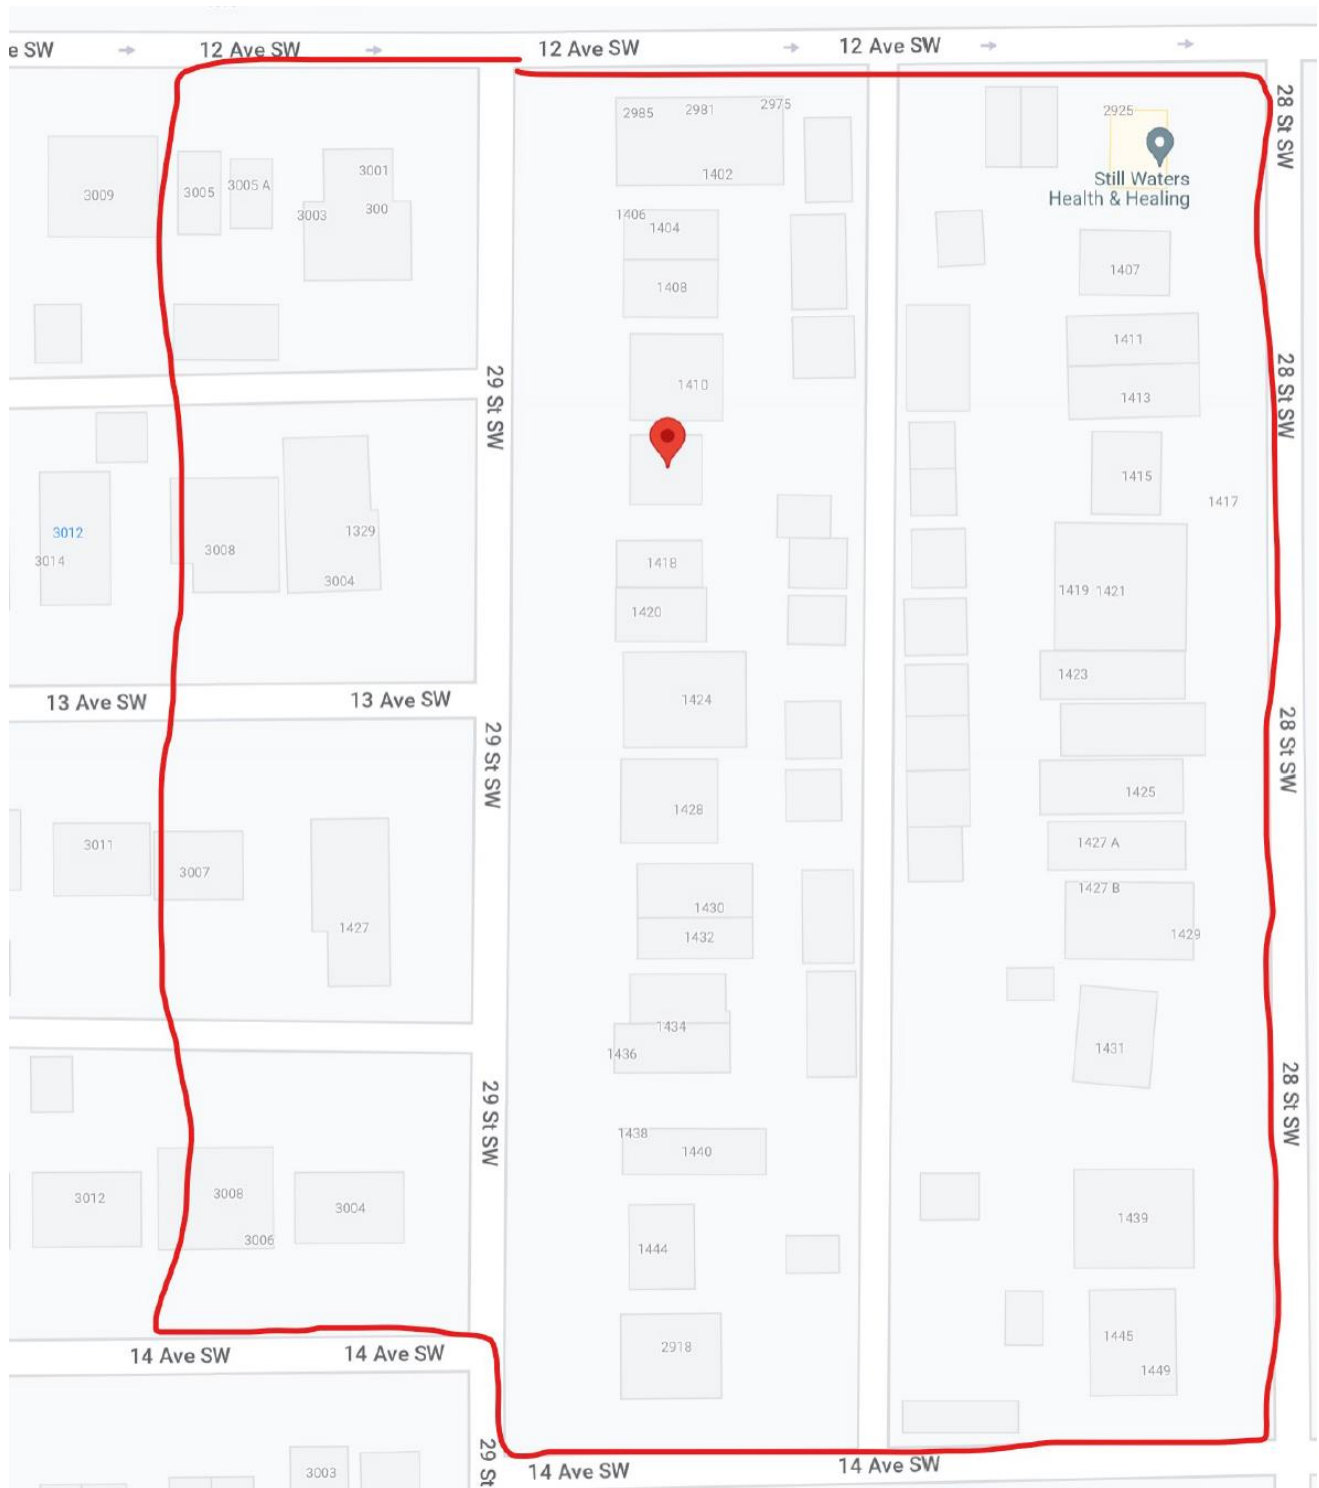 e SW
12 Ave SW
12 Ave SW
12 Ave SW
28 St SW
2985
2981
2975
2925
1402
Still Waters
Health & Healing
3009
3005
3005 A
3001
3003
300
1406
1404
1407
1408
1411
1410
1413
29 St SW
28 St SW
3012
3014
3008
1329
3004
1415
1417
1418
1419
1421
1420
1423
13 Ave SW
13 Ave SW
1424
29 St SW
28 St SW
1425
1428
3011
3007
1427 A
1427 B
1427
1430
1429
1432
1434
1436
1431
29 St SW
28 St SW
1438
1440
3012
3008
3004
3006
1439
1444
1445
1449
2918
14 Ave SW
14 Ave SW
14 Ave SW
14 Ave SW
29 St
3003